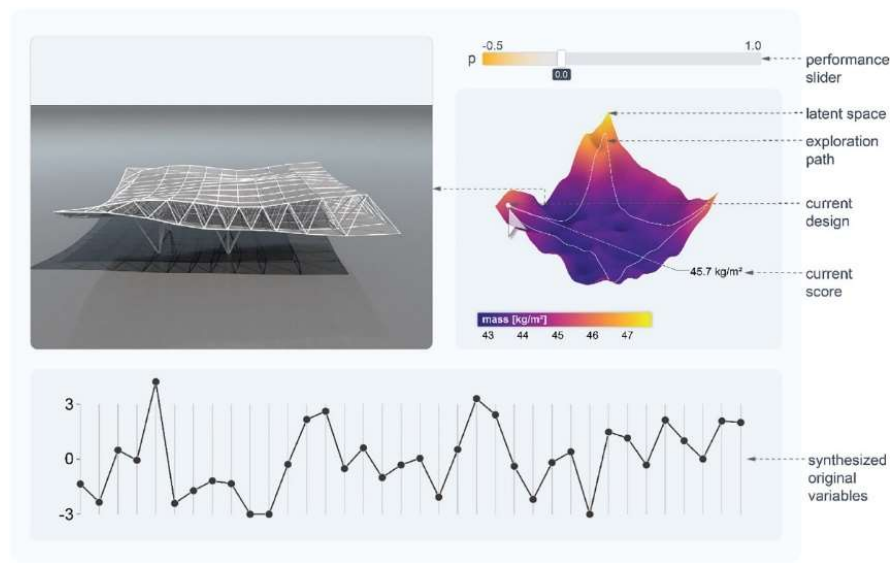 -0.5 1.0
p
0.0
performance
slider
latent space
exploration
path
current
design
45.7 kg/m²
current
score
mass [kg/m²]
43 44 45 46 47
3
0
-3
synthesized
original
variables